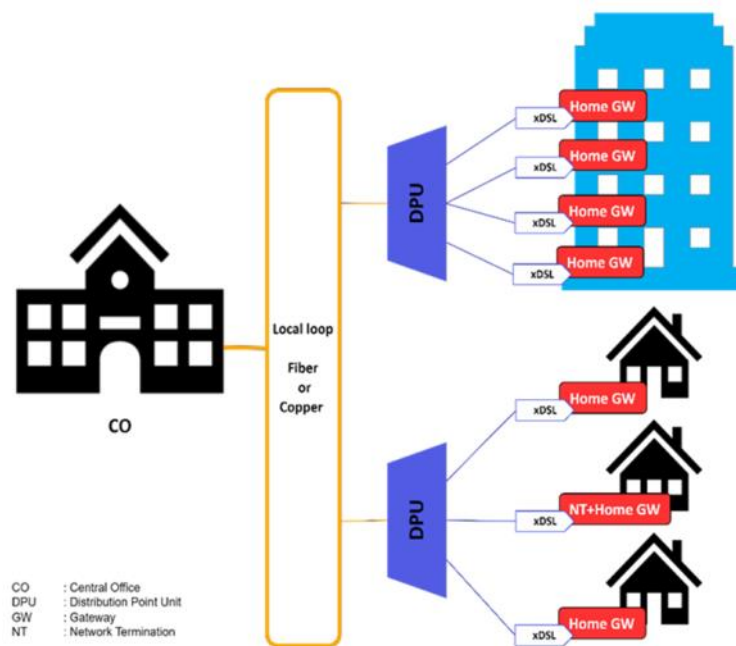 xDSL Home GW
xDSL Home GW
DPU
xDSL Home GW
xDSL Home GW
Local loop
Fiber
or
Copper
CO
xDSL Home GW
DPU
xDSL NT+Home GW
xDSL Home GW
CO : Central Office
DPU : Distribution Point Unit
GW : Gateway
NT : Network Termination